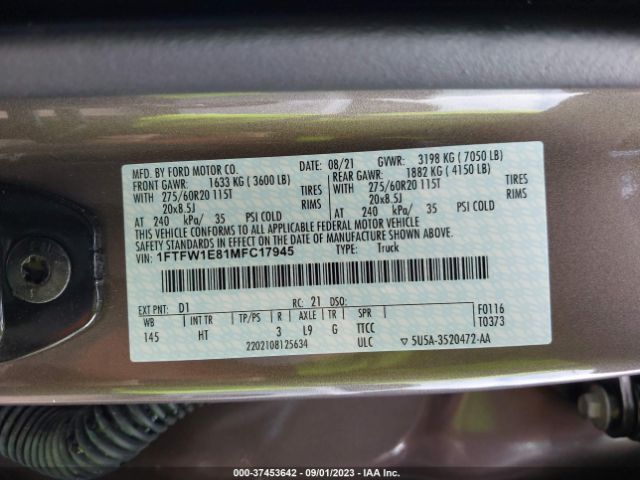 MFD. BY FORD MOTOR CO. DATE: 08/21 GVWR: 3198 KG ( 7050 LB)
FRONT GAWR: 1633 KG ( 3600 LB) REAR GAWR: 1882 KG ( 4150 LB)
WITH 275/60R20 115T TIRES WITH 275/60R20 115T TIRES
20x8.5J RIMS 20x8.5J RIMS
AT 240 kPa/ 35 PSI COLD AT 240 kPa/ 35 PSI COLD
THIS VEHICLE CONFORMS TO ALL APPLICABLE FEDERAL MOTOR VEHICLE
SAFETY STANDARDS IN EFFECT ON THE DATE OF MANUFACTURE SHOWN ABOVE.
VIN: 1FTFW1E81MFC17945 TYPE: Truck
EXT PNT: D1 RC: 21 DSO: F0116
WB INT TR TP/PS R AXLE TR SPR T0373
145 HT 3 L9 G TTCC
2202108125634 ULC ▽ 5U5A-3520472-AA
000-37453642 - 09/01/2023 - IAA Inc.